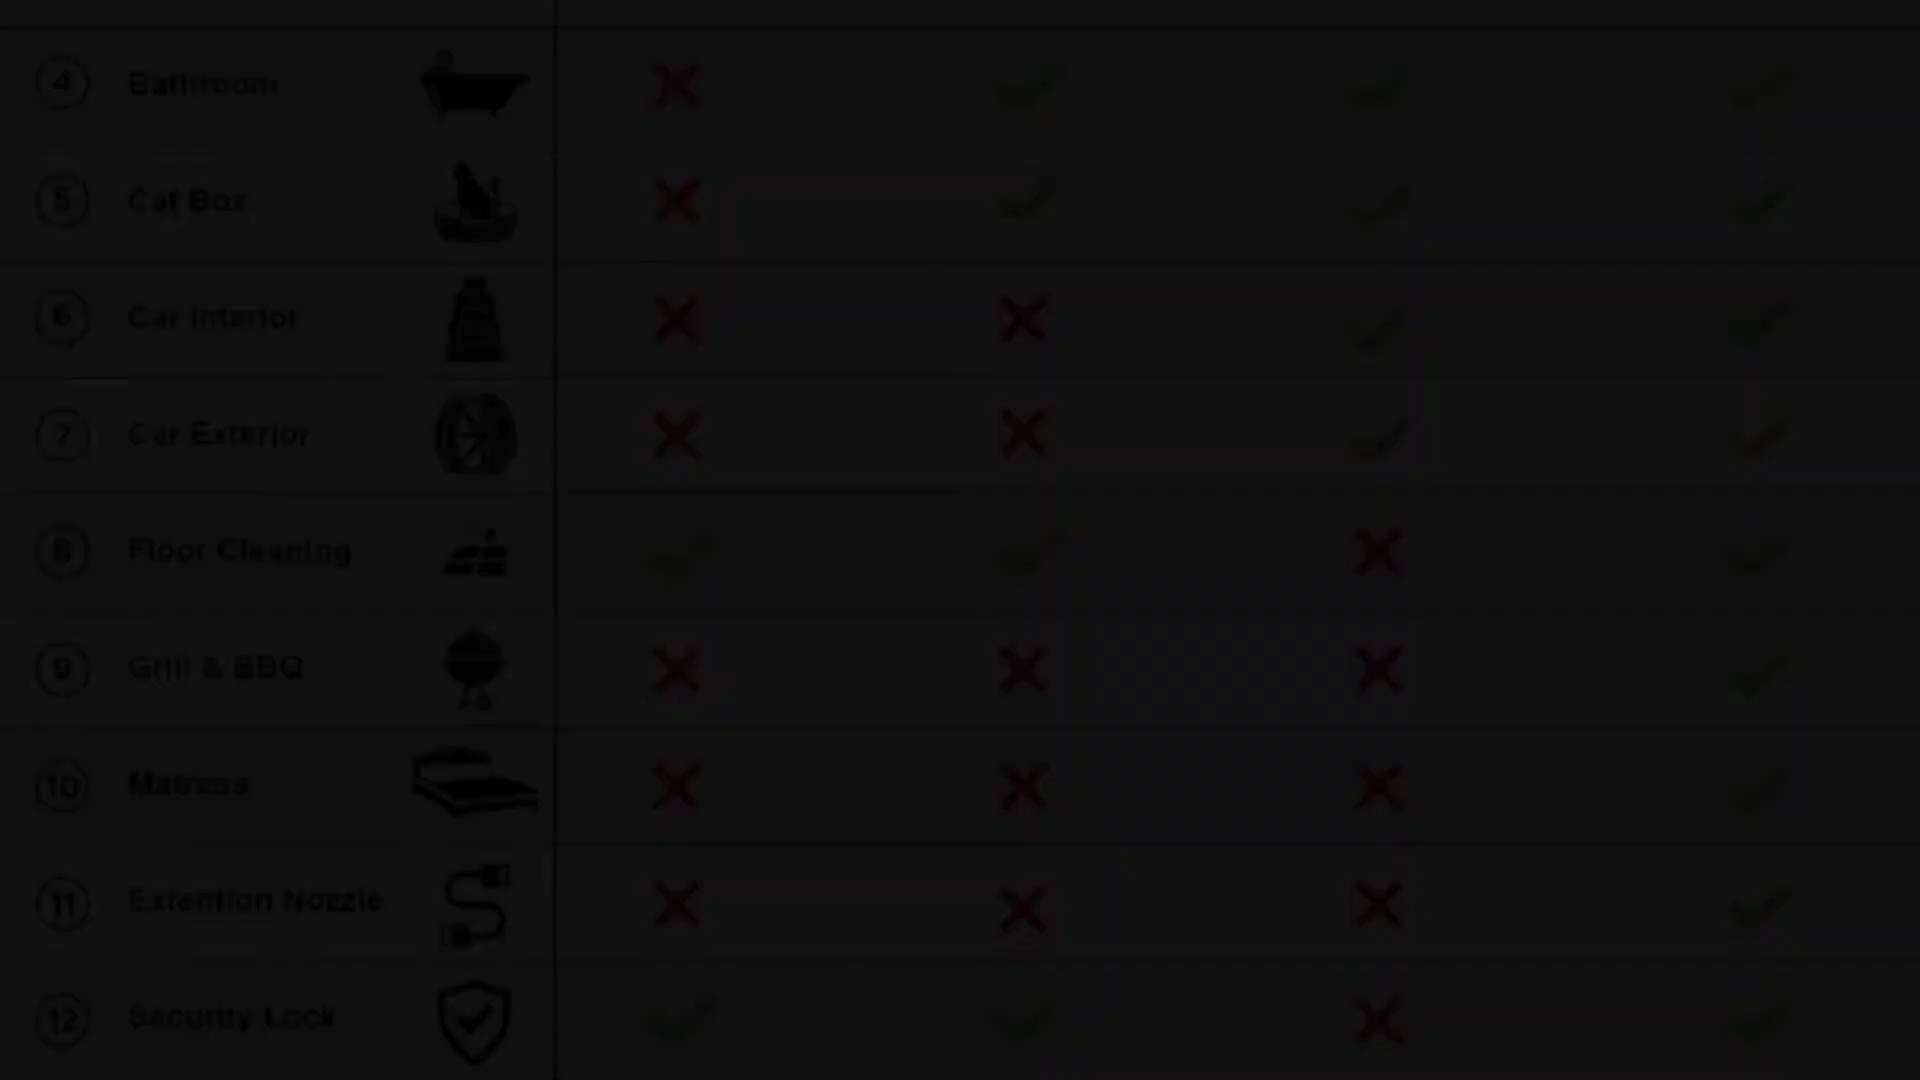 4 Bathroom
5 Cat Box
6 Car Interior
7 Car Exterior
8 Floor Cleaning
9 Grill & BBQ
10 Matress
11 Extention Nozzle
12 Security Lock